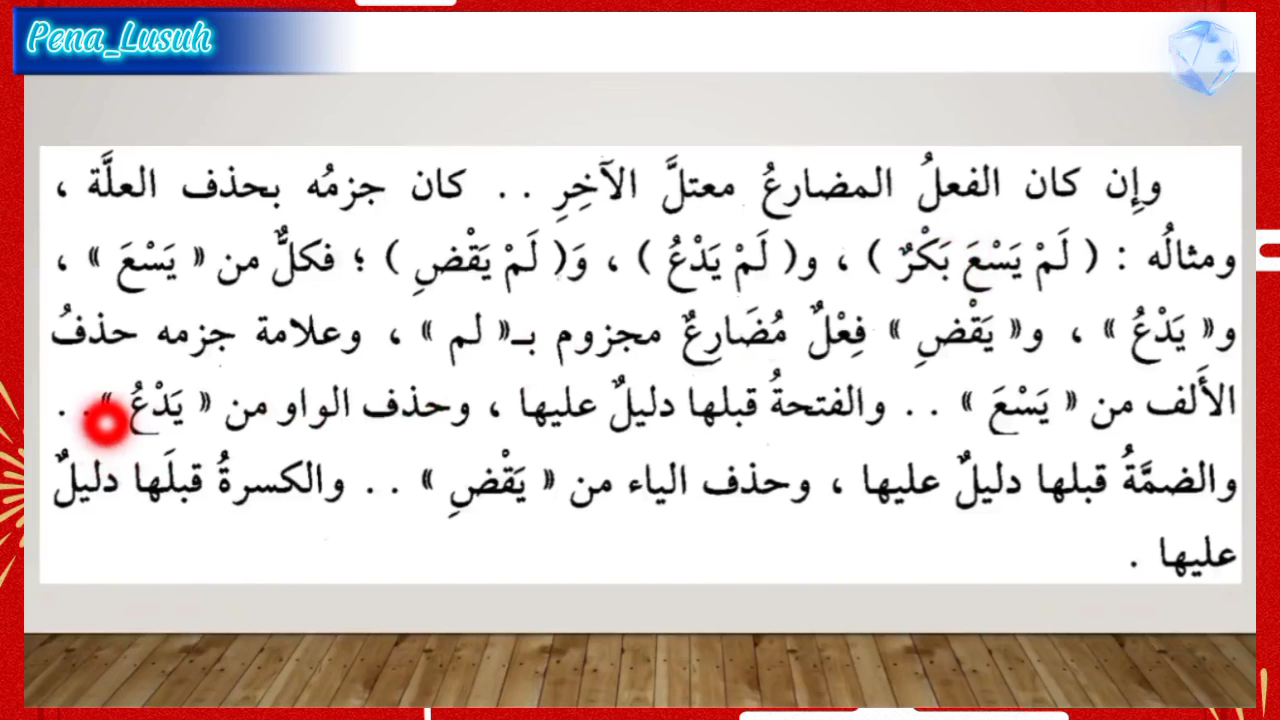 Pena_Lusuh
وإِن كان الفعلُ المضارعُ معتلَّ الآخِرِ . . كان جزمُه بحذف العلَّة ،
ومثالُه : ( لَمْ يَسْعَ بَكْرٌ ) ، و( لَمْ يَدْعُ ) ، وَ( لَمْ يَقْضِ ) ؛ فكلٌّ من « يَسْعَ » ،
و« يَدْعُ » ، و« يَقْضِ » فِعْلٌ مُضَارِعٌ مجزوم بـ« لم » ، وعلامة جزمه حذفُ
الأَلف من « يَسْعَ » . . والفتحةُ قبلها دليلٌ عليها ، وحذف الواو من « يَدْعُ » . .
والضمَّةُ قبلها دليلٌ عليها ، وحذف الياء من « يَقْضِ » . . والكسرةُ قبلَها دليلٌ
عليها .